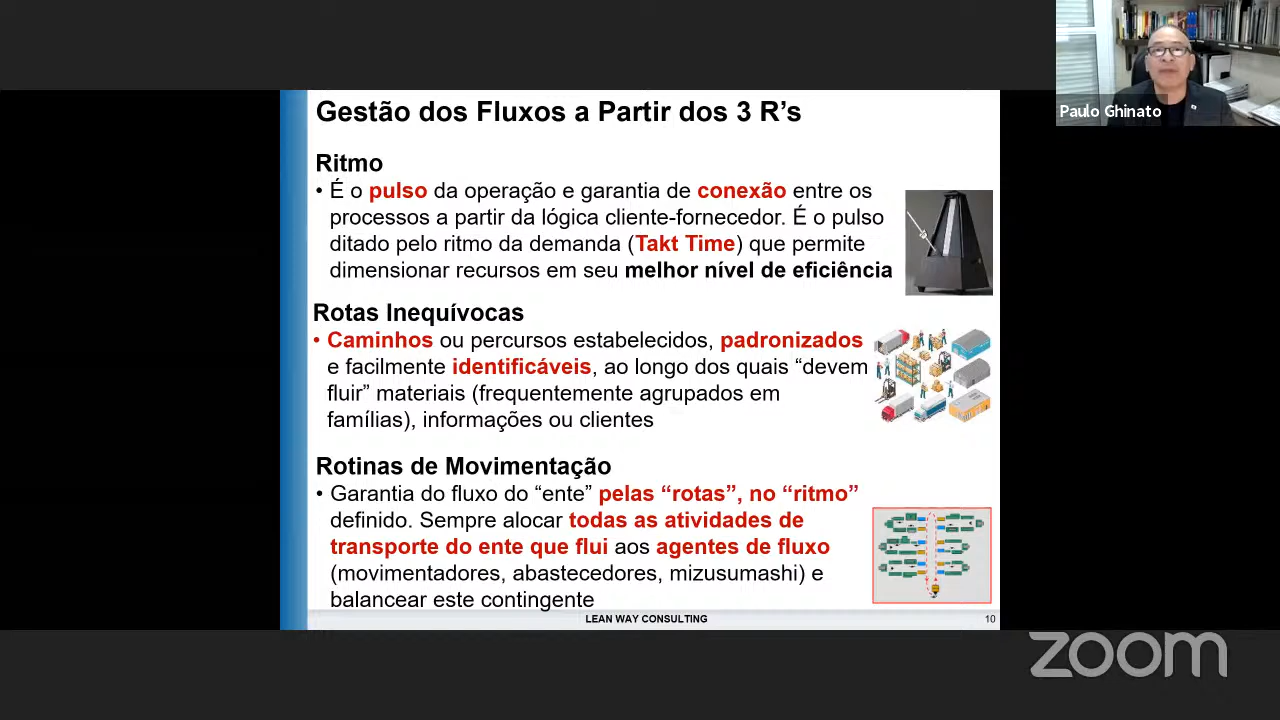 Gestão dos Fluxos a Partir dos 3 R’s
Paulo Ghinato
Ritmo
• É o pulso da operação e garantia de conexão entre os
processos a partir da lógica cliente-fornecedor. É o pulso
ditado pelo ritmo da demanda (Takt Time) que permite
dimensionar recursos em seu melhor nível de eficiência
Rotas Inequívocas
• Caminhos ou percursos estabelecidos, padronizados
e facilmente identificáveis, ao longo dos quais “devem
fluir” materiais (frequentemente agrupados em
famílias), informações ou clientes
Rotinas de Movimentação
• Garantia do fluxo do “ente” pelas “rotas”, no “ritmo”
definido. Sempre alocar todas as atividades de
transporte do ente que flui aos agentes de fluxo
(movimentadores, abastecedores, mizusumashi) e
balancear este contingente
LEAN WAY CONSULTING
10
zoom